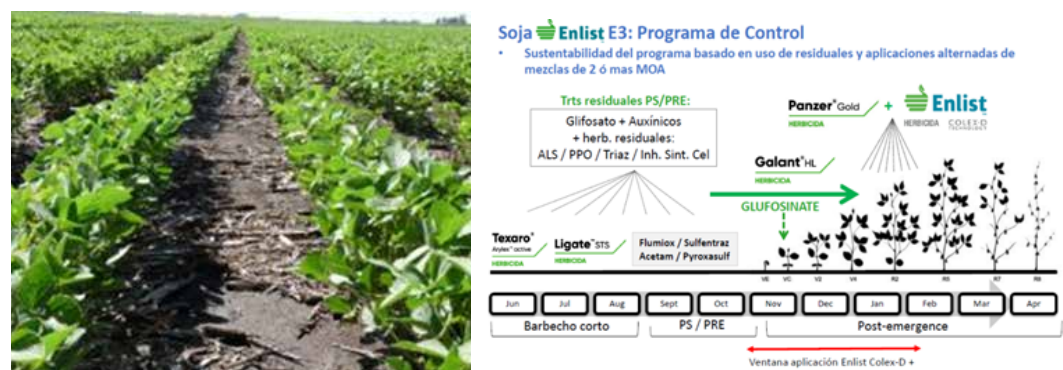 Soja Enlist E3: Programa de Control
• Sustentabilidad del programa basado en uso de residuales y aplicaciones alternadas de
mezclas de 2 ó mas MOA
Trts residuales PS/PRE:
Glifosato + Auxínicos
+ herb. residuales:
ALS / PPO / Triaz / Inh. Sint. Cel
Panzer® Gold
HERBICIDA
+
Enlist
HERBICIDA
COLEX-D
TECHNOLOGY
Galant® HL
HERBICIDA
GLUFOSINATE
Texaro®
Arylex™ active
HERBICIDA
Ligate™ STS
HERBICIDA
Flumiox / Sulfentraz
Acetam / Pyroxasulf
VE VC V2 V4 R2 R5 R7 R8
Jun Jul Aug Sept Oct Nov Dec Jan Feb Mar Apr
Barbecho corto PS / PRE Post-emergence
Ventana aplicación Enlist Colex-D +